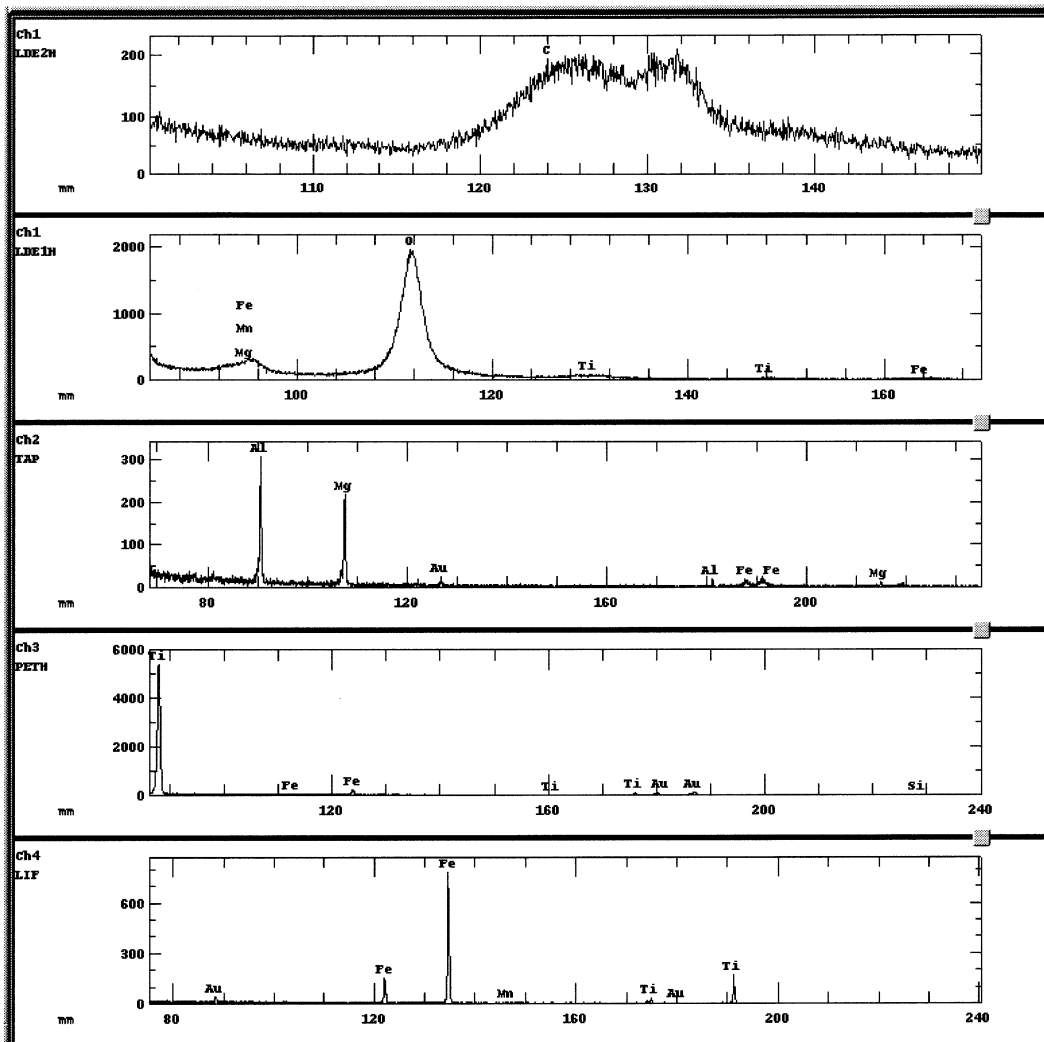 Ch1
LDE2H
C
200
100
0
mm
110
120
130
140
Ch1
LDE1H
O
2000
Fe
Mn
1000
Mg
Ti
Ti
Fe
0
mm
100
120
140
160
Ch2
TAP
Al
300
Mg
200
100
Au
Al
Fe
Fe
Mg
0
mm
80
120
160
200
Ch3
PETH
6000
Ti
4000
2000
Fe
Fe
Ti
Ti
Au
Au
Si
0
mm
120
160
200
240
Ch4
LIF
Fe
600
300
Fe
Ti
Au
Mn
Ti
Au
0
mm
80
120
160
200
240